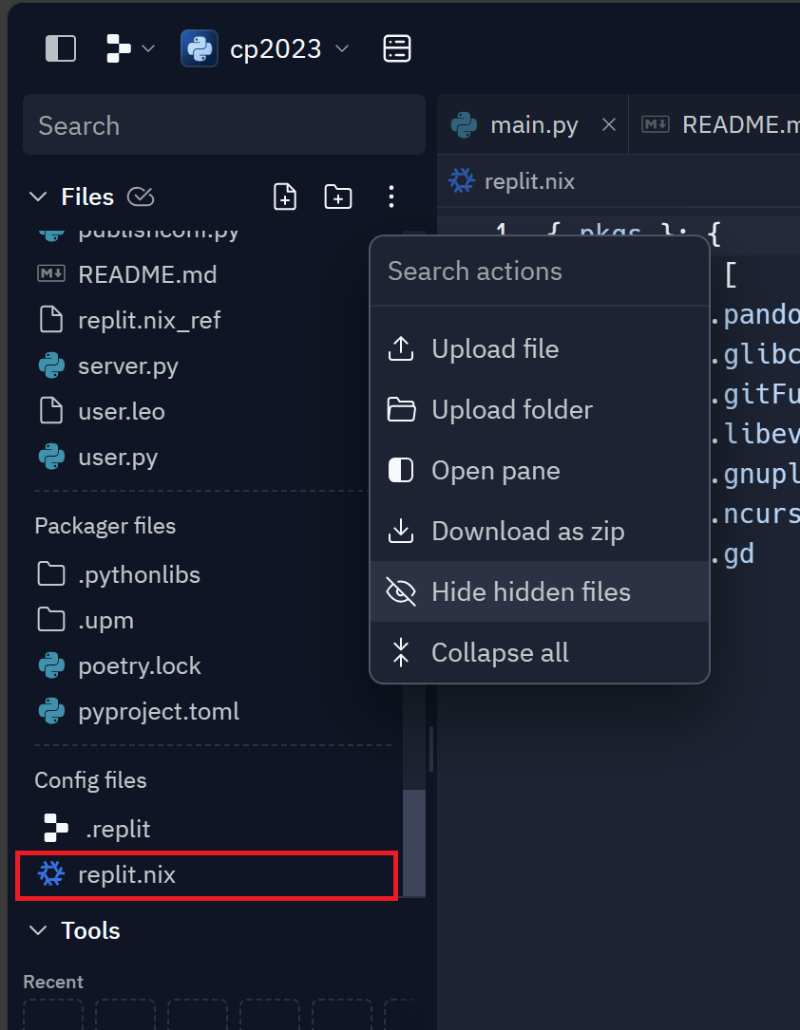 cp2023
Search
main.py
README.m
Files
replit.nix
publishconf.py
1 { pkgs }: {
README.md
Search actions
[
replit.nix_ref
.pando
Upload file
server.py
.glibc
Upload folder
.gitFu
user.leo
.libev
user.py
Open pane
.gnupl
Packager files
Download as zip
.ncurs
.pythonlibs
.gd
.upm
Hide hidden files
poetry.lock
Collapse all
pyproject.toml
Config files
.replit
replit.nix
Tools
Recent